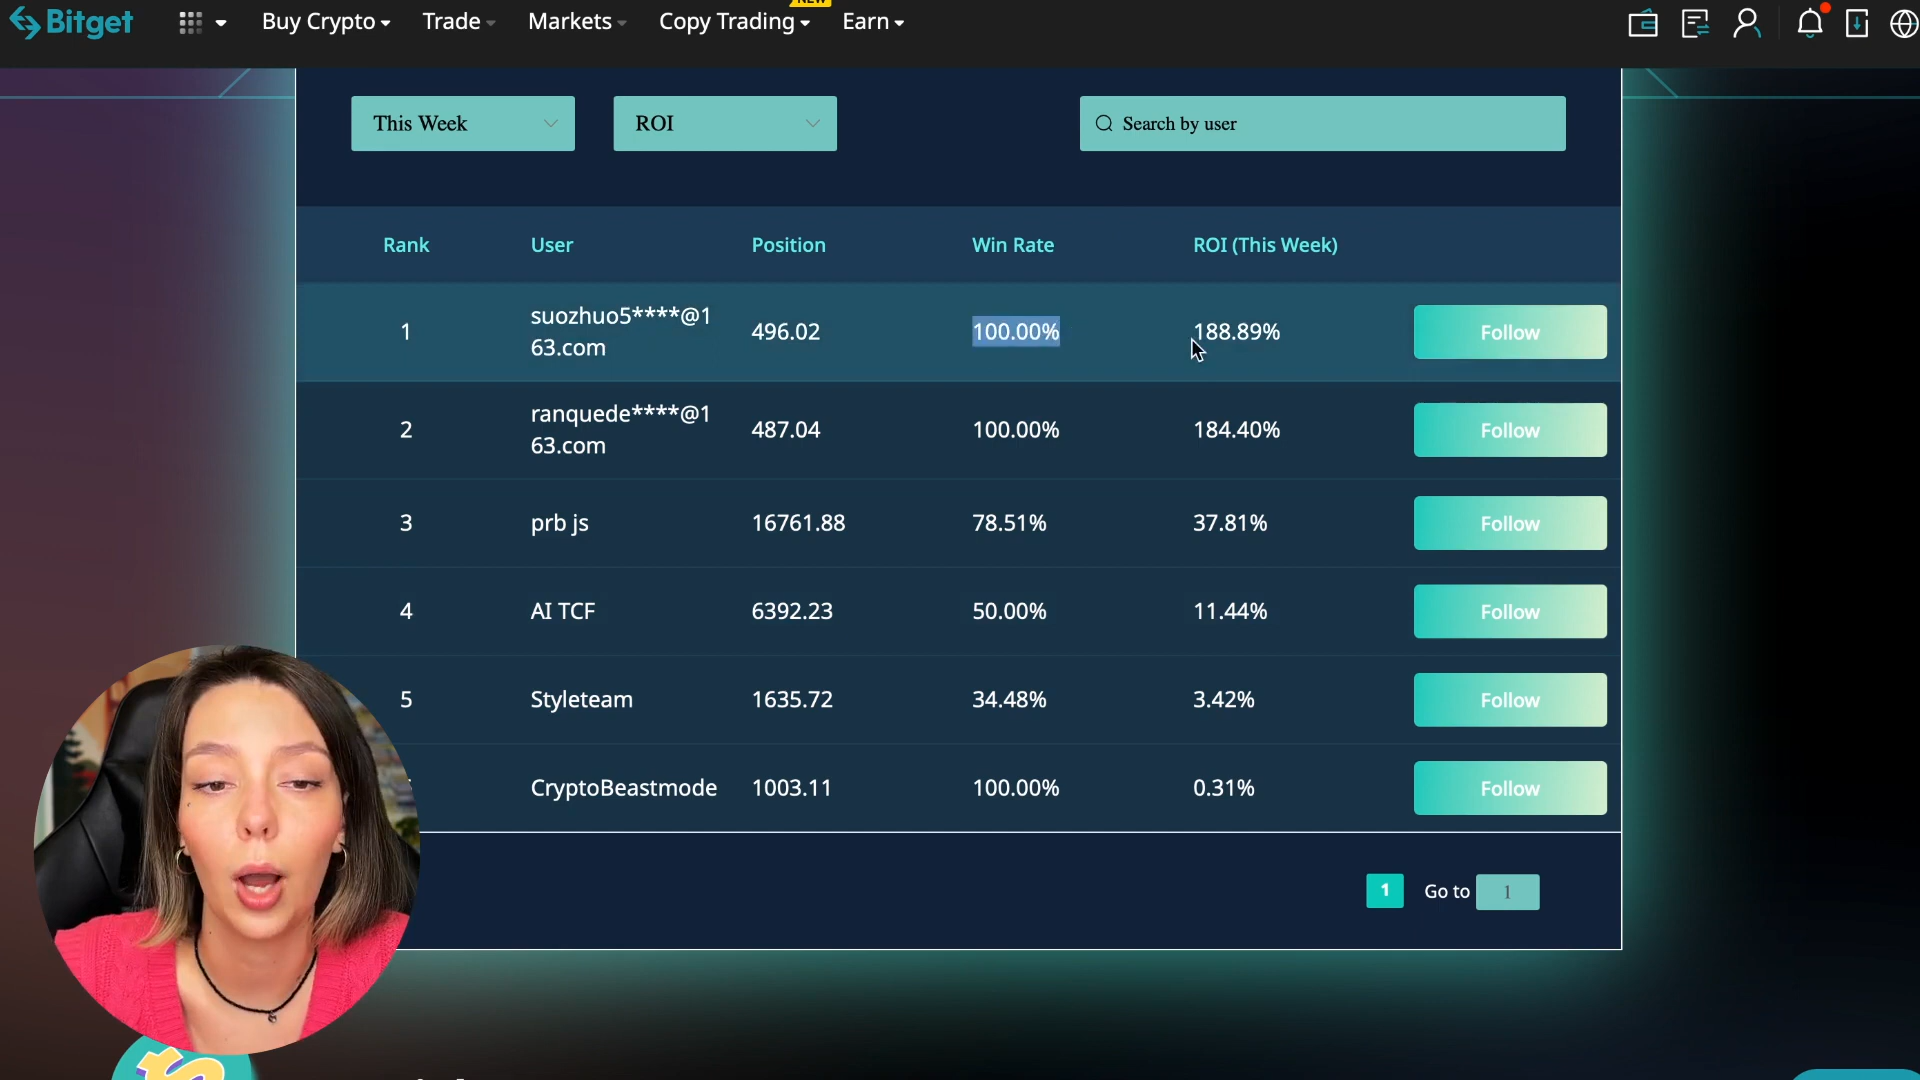 Bitget
Buy Crypto
Trade
Markets
Copy Trading
NEW
Earn
This Week
ROI
Search by user
Rank
User
Position
Win Rate
ROI (This Week)
1
suozhuo5****@1
63.com
496.02
100.00%
188.89%
Follow
2
ranquede****@1
63.com
487.04
100.00%
184.40%
Follow
3
prb js
16761.88
78.51%
37.81%
Follow
4
AI TCF
6392.23
50.00%
11.44%
Follow
5
Styleteam
1635.72
34.48%
3.42%
Follow
CryptoBeastmode
1003.11
100.00%
0.31%
Follow
1
Go to
1